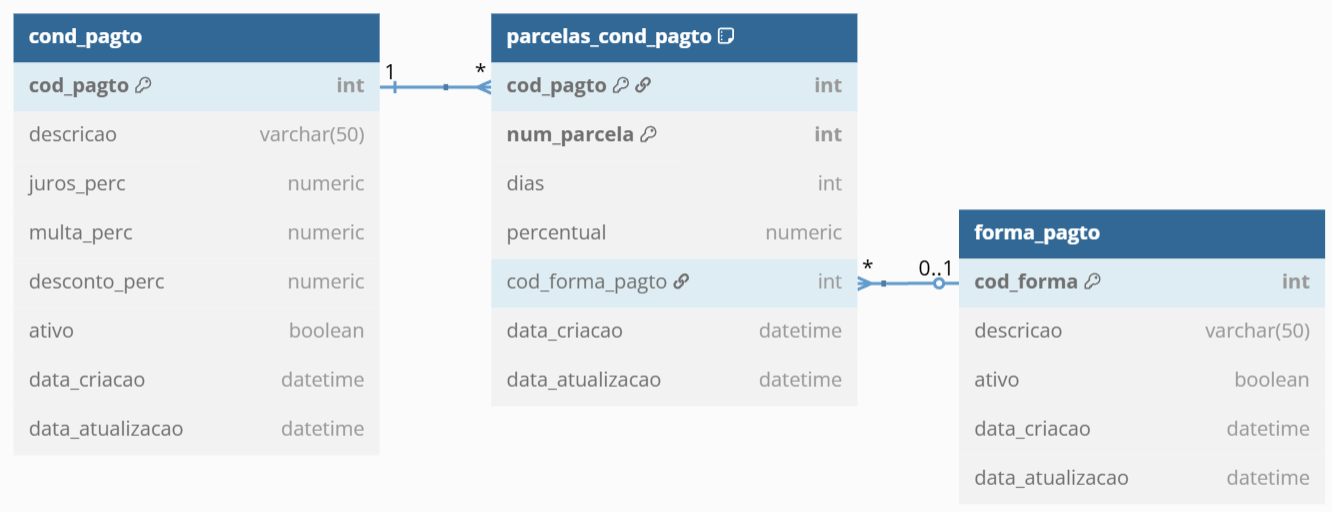 cond_pagto
cod_pagto int
descricao varchar(50)
juros_perc numeric
multa_perc numeric
desconto_perc numeric
ativo boolean
data_criacao datetime
data_atualizacao datetime
1 *
parcelas_cond_pagto
cod_pagto int
num_parcela int
dias int
percentual numeric
cod_forma_pagto int
data_criacao datetime
data_atualizacao datetime
* 0..1
forma_pagto
cod_forma int
descricao varchar(50)
ativo boolean
data_criacao datetime
data_atualizacao datetime